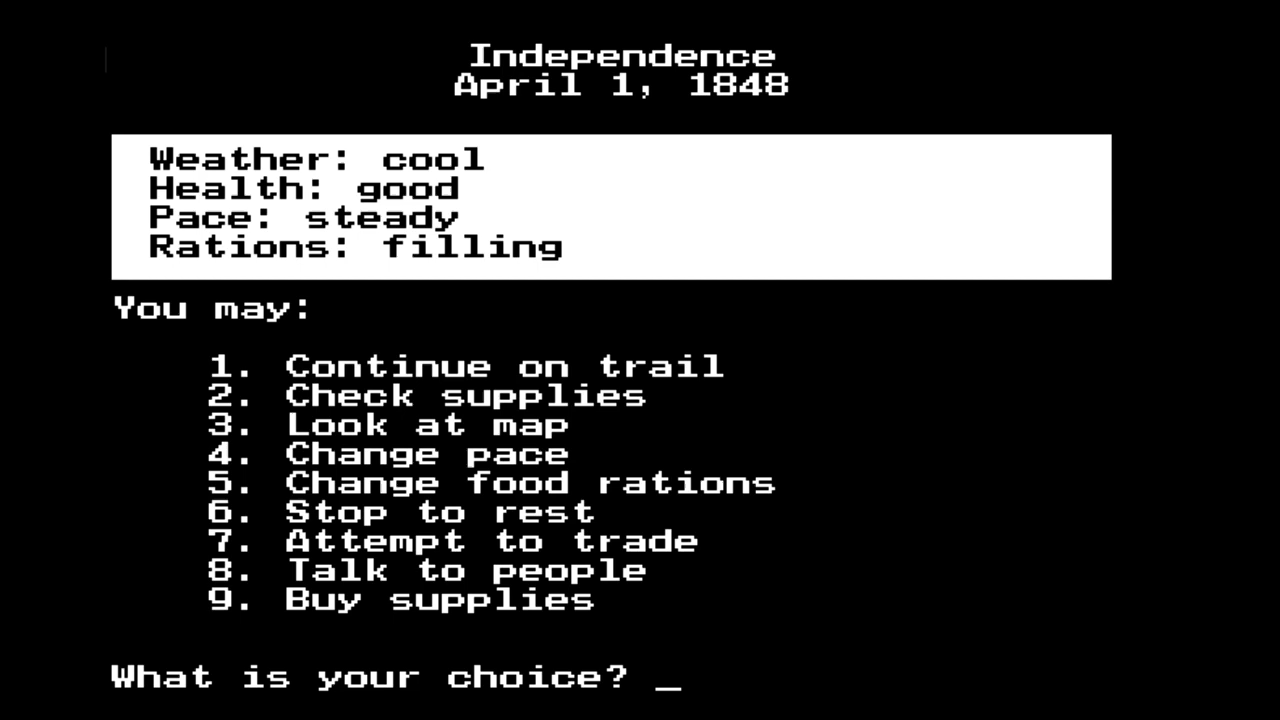 Independence
April 1, 1848
Weather: cool
Health: good
Pace: steady
Rations: filling
You may:
1. Continue on trail
2. Check supplies
3. Look at map
4. Change pace
5. Change food rations
6. Stop to rest
7. Attempt to trade
8. Talk to people
9. Buy supplies
What is your choice? _